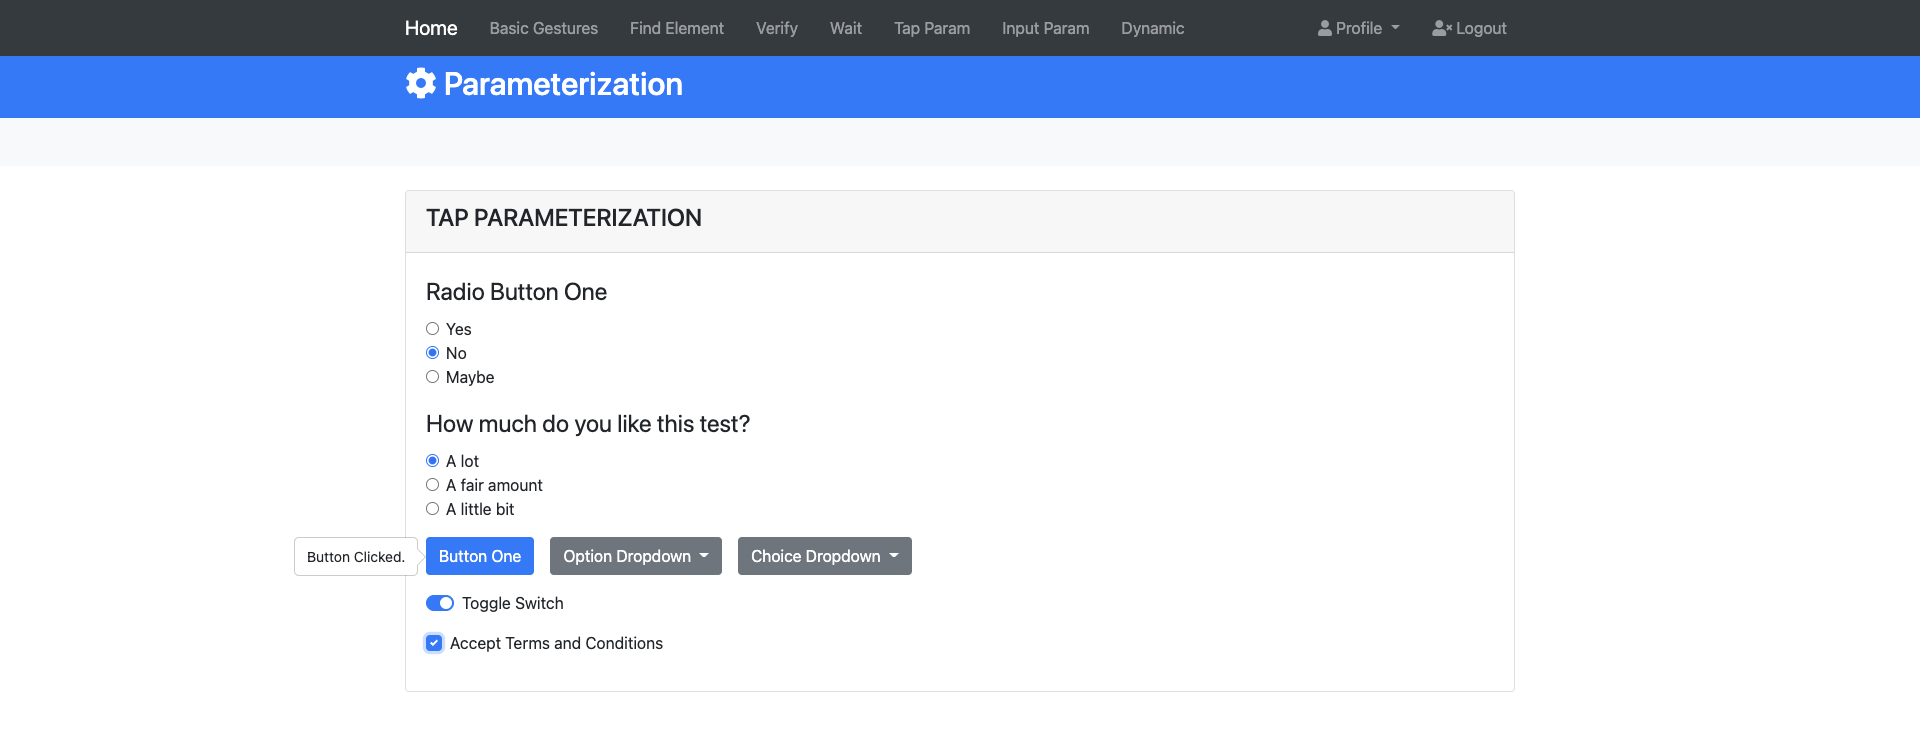 Home Basic Gestures Find Element Verify Wait Tap Param Input Param Dynamic Profile Logout
Parameterization
TAP PARAMETERIZATION
Radio Button One
Yes
No
Maybe
How much do you like this test?
A lot
A fair amount
A little bit
Button Clicked. Button One Option Dropdown Choice Dropdown
Toggle Switch
Accept Terms and Conditions